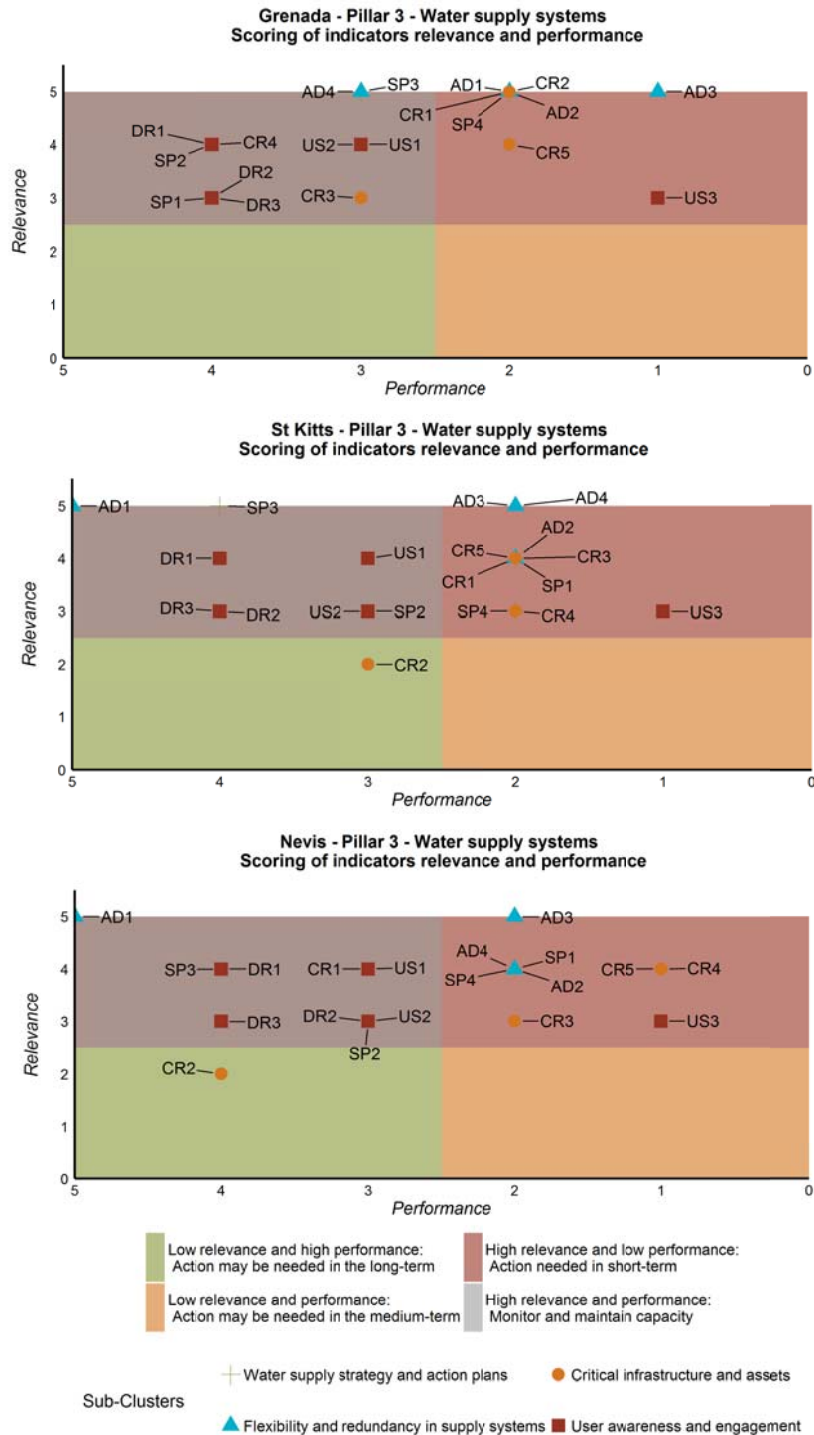 Grenada - Pillar 3 - Water supply systems
Scoring of indicators relevance and performance
5
4
3
2
1
0
Relevance
AD4
SP3
AD1
CR2
AD3
CR1
SP4
AD2
DR1
CR4
SP2
US2
US1
CR5
DR2
SP1
DR3
CR3
US3
5
4
3
2
1
0
Performance
St Kitts - Pillar 3 - Water supply systems
Scoring of indicators relevance and performance
5
4
3
2
1
0
Relevance
AD1
SP3
AD3
AD4
AD2
DR1
US1
CR5
CR3
CR1
SP1
DR3
DR2
US2
SP2
SP4
CR4
US3
CR2
5
4
3
2
1
0
Performance
Nevis - Pillar 3 - Water supply systems
Scoring of indicators relevance and performance
5
4
3
2
1
0
Relevance
AD1
AD3
SP3
DR1
CR1
US1
AD4
SP1
SP4
AD2
CR5
CR4
DR3
DR2
US2
SP2
CR3
US3
CR2
5
4
3
2
1
0
Performance
Low relevance and high performance:
Action may be needed in the long-term
High relevance and low performance:
Action needed in short-term
Low relevance and performance:
Action may be needed in the medium-term
High relevance and performance:
Monitor and maintain capacity
Sub-Clusters
Water supply strategy and action plans
Critical infrastructure and assets
Flexibility and redundancy in supply systems
User awareness and engagement